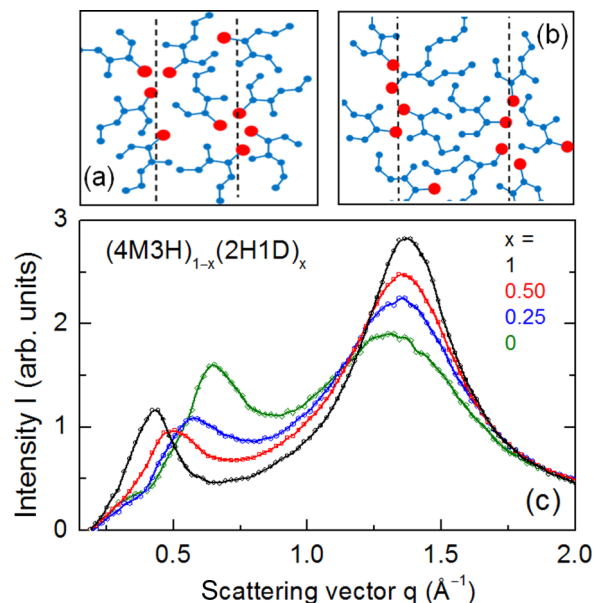 (a)
(b)
(4M3H)₁₋ₓ(2H1D)ₓ
x =
1
0.50
0.25
0
3
2
1
0
Intensity I (arb. units)
(c)
0.5 1.0 1.5 2.0
Scattering vector q (Å⁻¹)